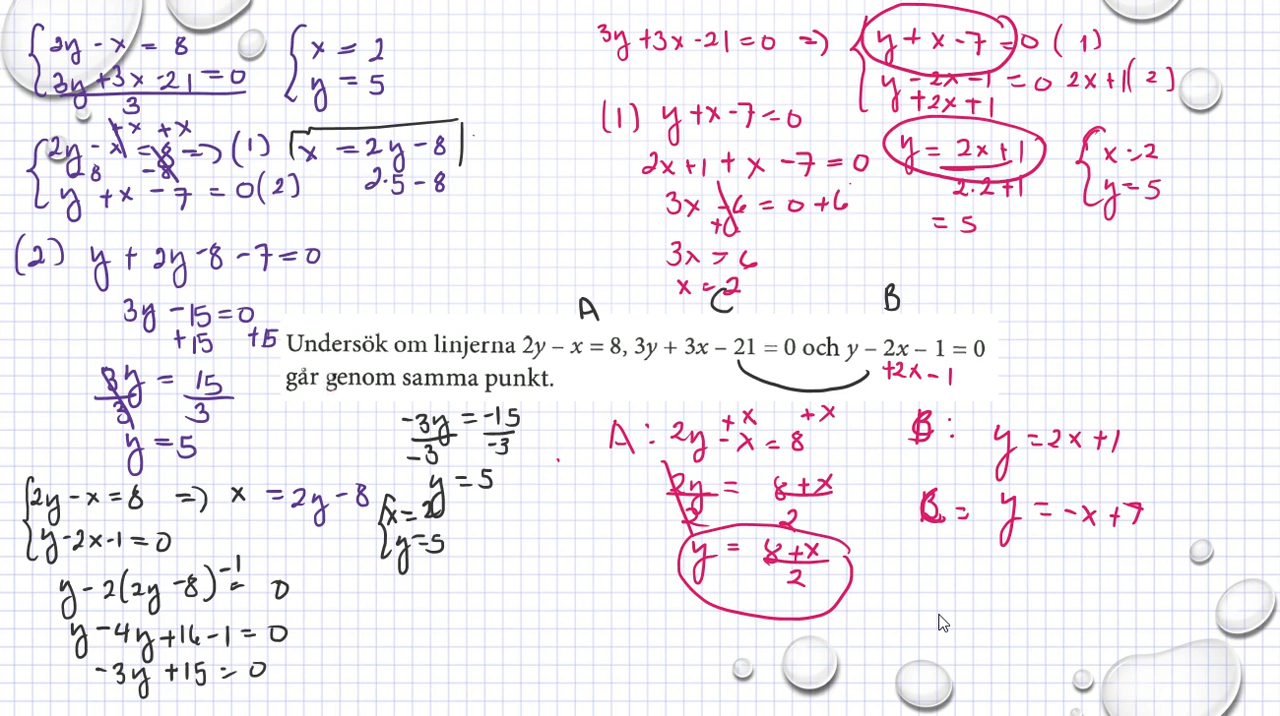 2y - x = 8
3y + 3x - 21 = 0
3
x = 2
y = 5
+x +x
2y - x = 8 => (1) x = 2y - 8
-8 -8 2·5 - 8
y + x - 7 = 0 (2)
(2) y + 2y - 8 - 7 = 0
3y - 15 = 0
+15 +15
3y = 15
3 3
y = 5
2y - x = 8 => x = 2y - 8
y - 2x - 1 = 0
y - 2(2y - 8) - 1 = 0
y - 4y + 16 - 1 = 0
-3y + 15 = 0
-3y = -15
-3 -3
y = 5
x = 2
y = 5
3y + 3x - 21 = 0 => y + x - 7 = 0 (1)
y - 2x - 1 = 0 2x+1 (2)
+2x + 1
(1) y + x - 7 = 0
2x + 1 + x - 7 = 0
3x - 6 = 0 + 6
+6
3x = 6
x = 2
y = 2x + 1
2·2 + 1
= 5
x = 2
y = 5
A C B
Undersök om linjerna 2y – x = 8, 3y + 3x – 21 = 0 och y – 2x – 1 = 0
går genom samma punkt.
+2x - 1
+x +x
A: 2y - x = 8
2y = 8 + x
2 2
y = 8 + x
2
B: y = 2x + 1
C = y = -x + 7